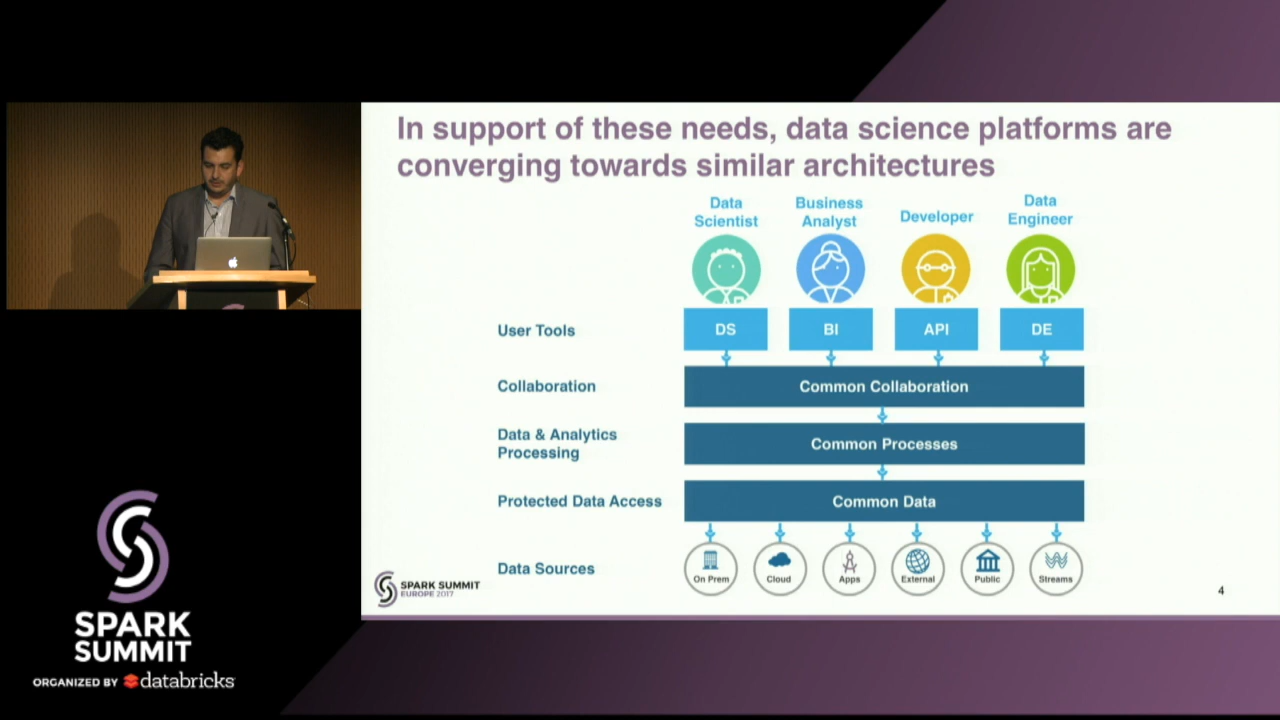 In support of these needs, data science platforms are
converging towards similar architectures
Data
Scientist
Business
Analyst
Developer
Data
Engineer
User Tools
DS
BI
API
DE
Collaboration
Common Collaboration
Data & Analytics
Processing
Common Processes
Protected Data Access
Common Data
Data Sources
On Prem
Cloud
Apps
External
Public
Streams
SPARK SUMMIT
EUROPE 2017
4
SPARK
SUMMIT
ORGANIZED BY databricks